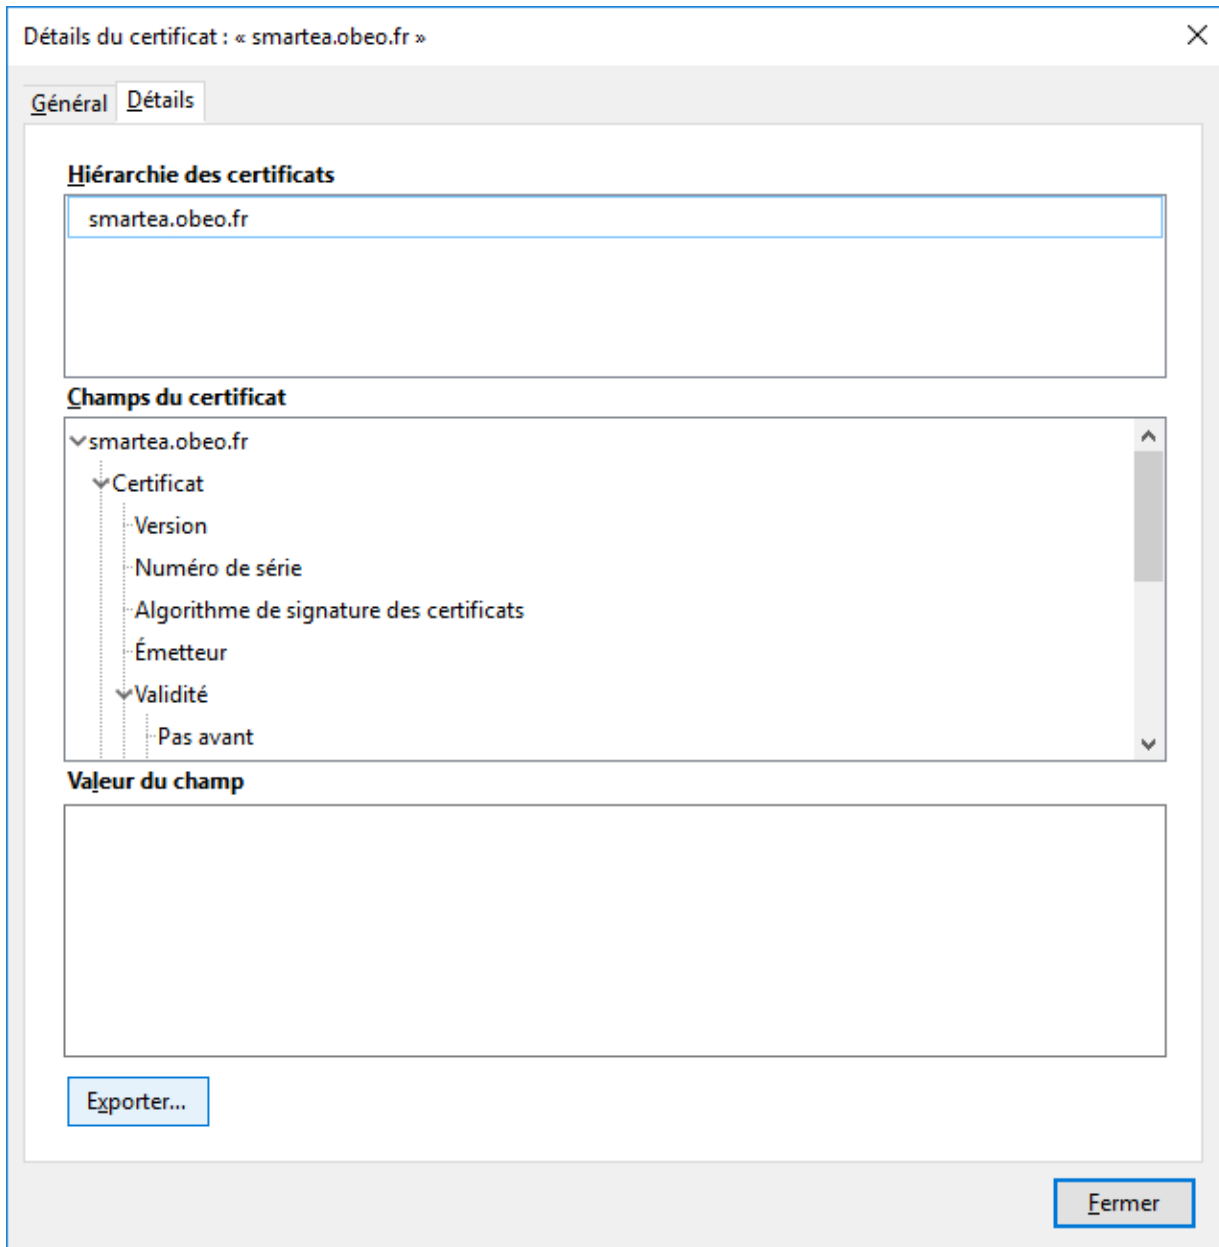 Détails du certificat : « smartea.obeo.fr »
Général Détails
Hiérarchie des certificats
smartea.obeo.fr
Champs du certificat
smartea.obeo.fr
Certificat
Version
Numéro de série
Algorithme de signature des certificats
Émetteur
Validité
Pas avant
Valeur du champ
Exporter...
Fermer